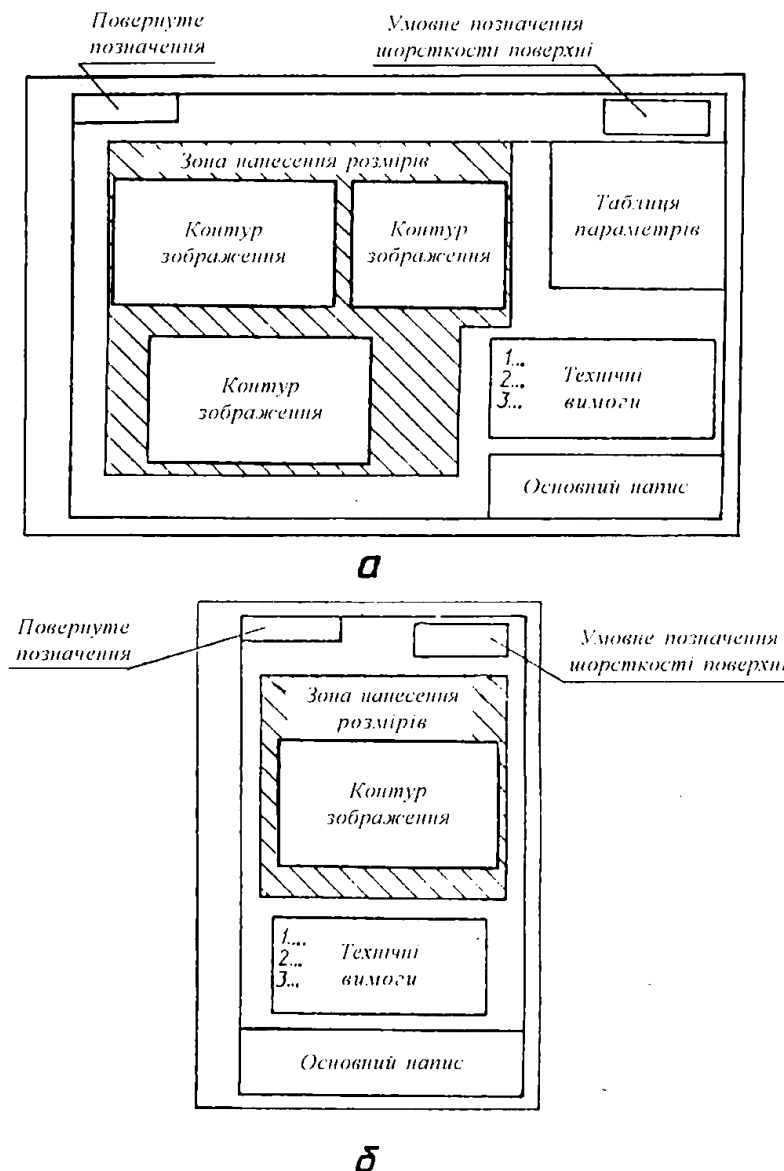 Повернуте
позначення
Умовне позначення
шорсткості поверхні
Зона нанесення розмірів
Контур
зображення
Контур
зображення
Таблиця
параметрів
Контур
зображення
1...
2...
3...
Технічні
вимоги
Основний напис
а
Повернуте
позначення
Умовне позначення
шорсткості поверхні
Зона нанесення
розмірів
Контур
зображення
1....
2...
3...
Технічні
вимоги
Основний напис
б